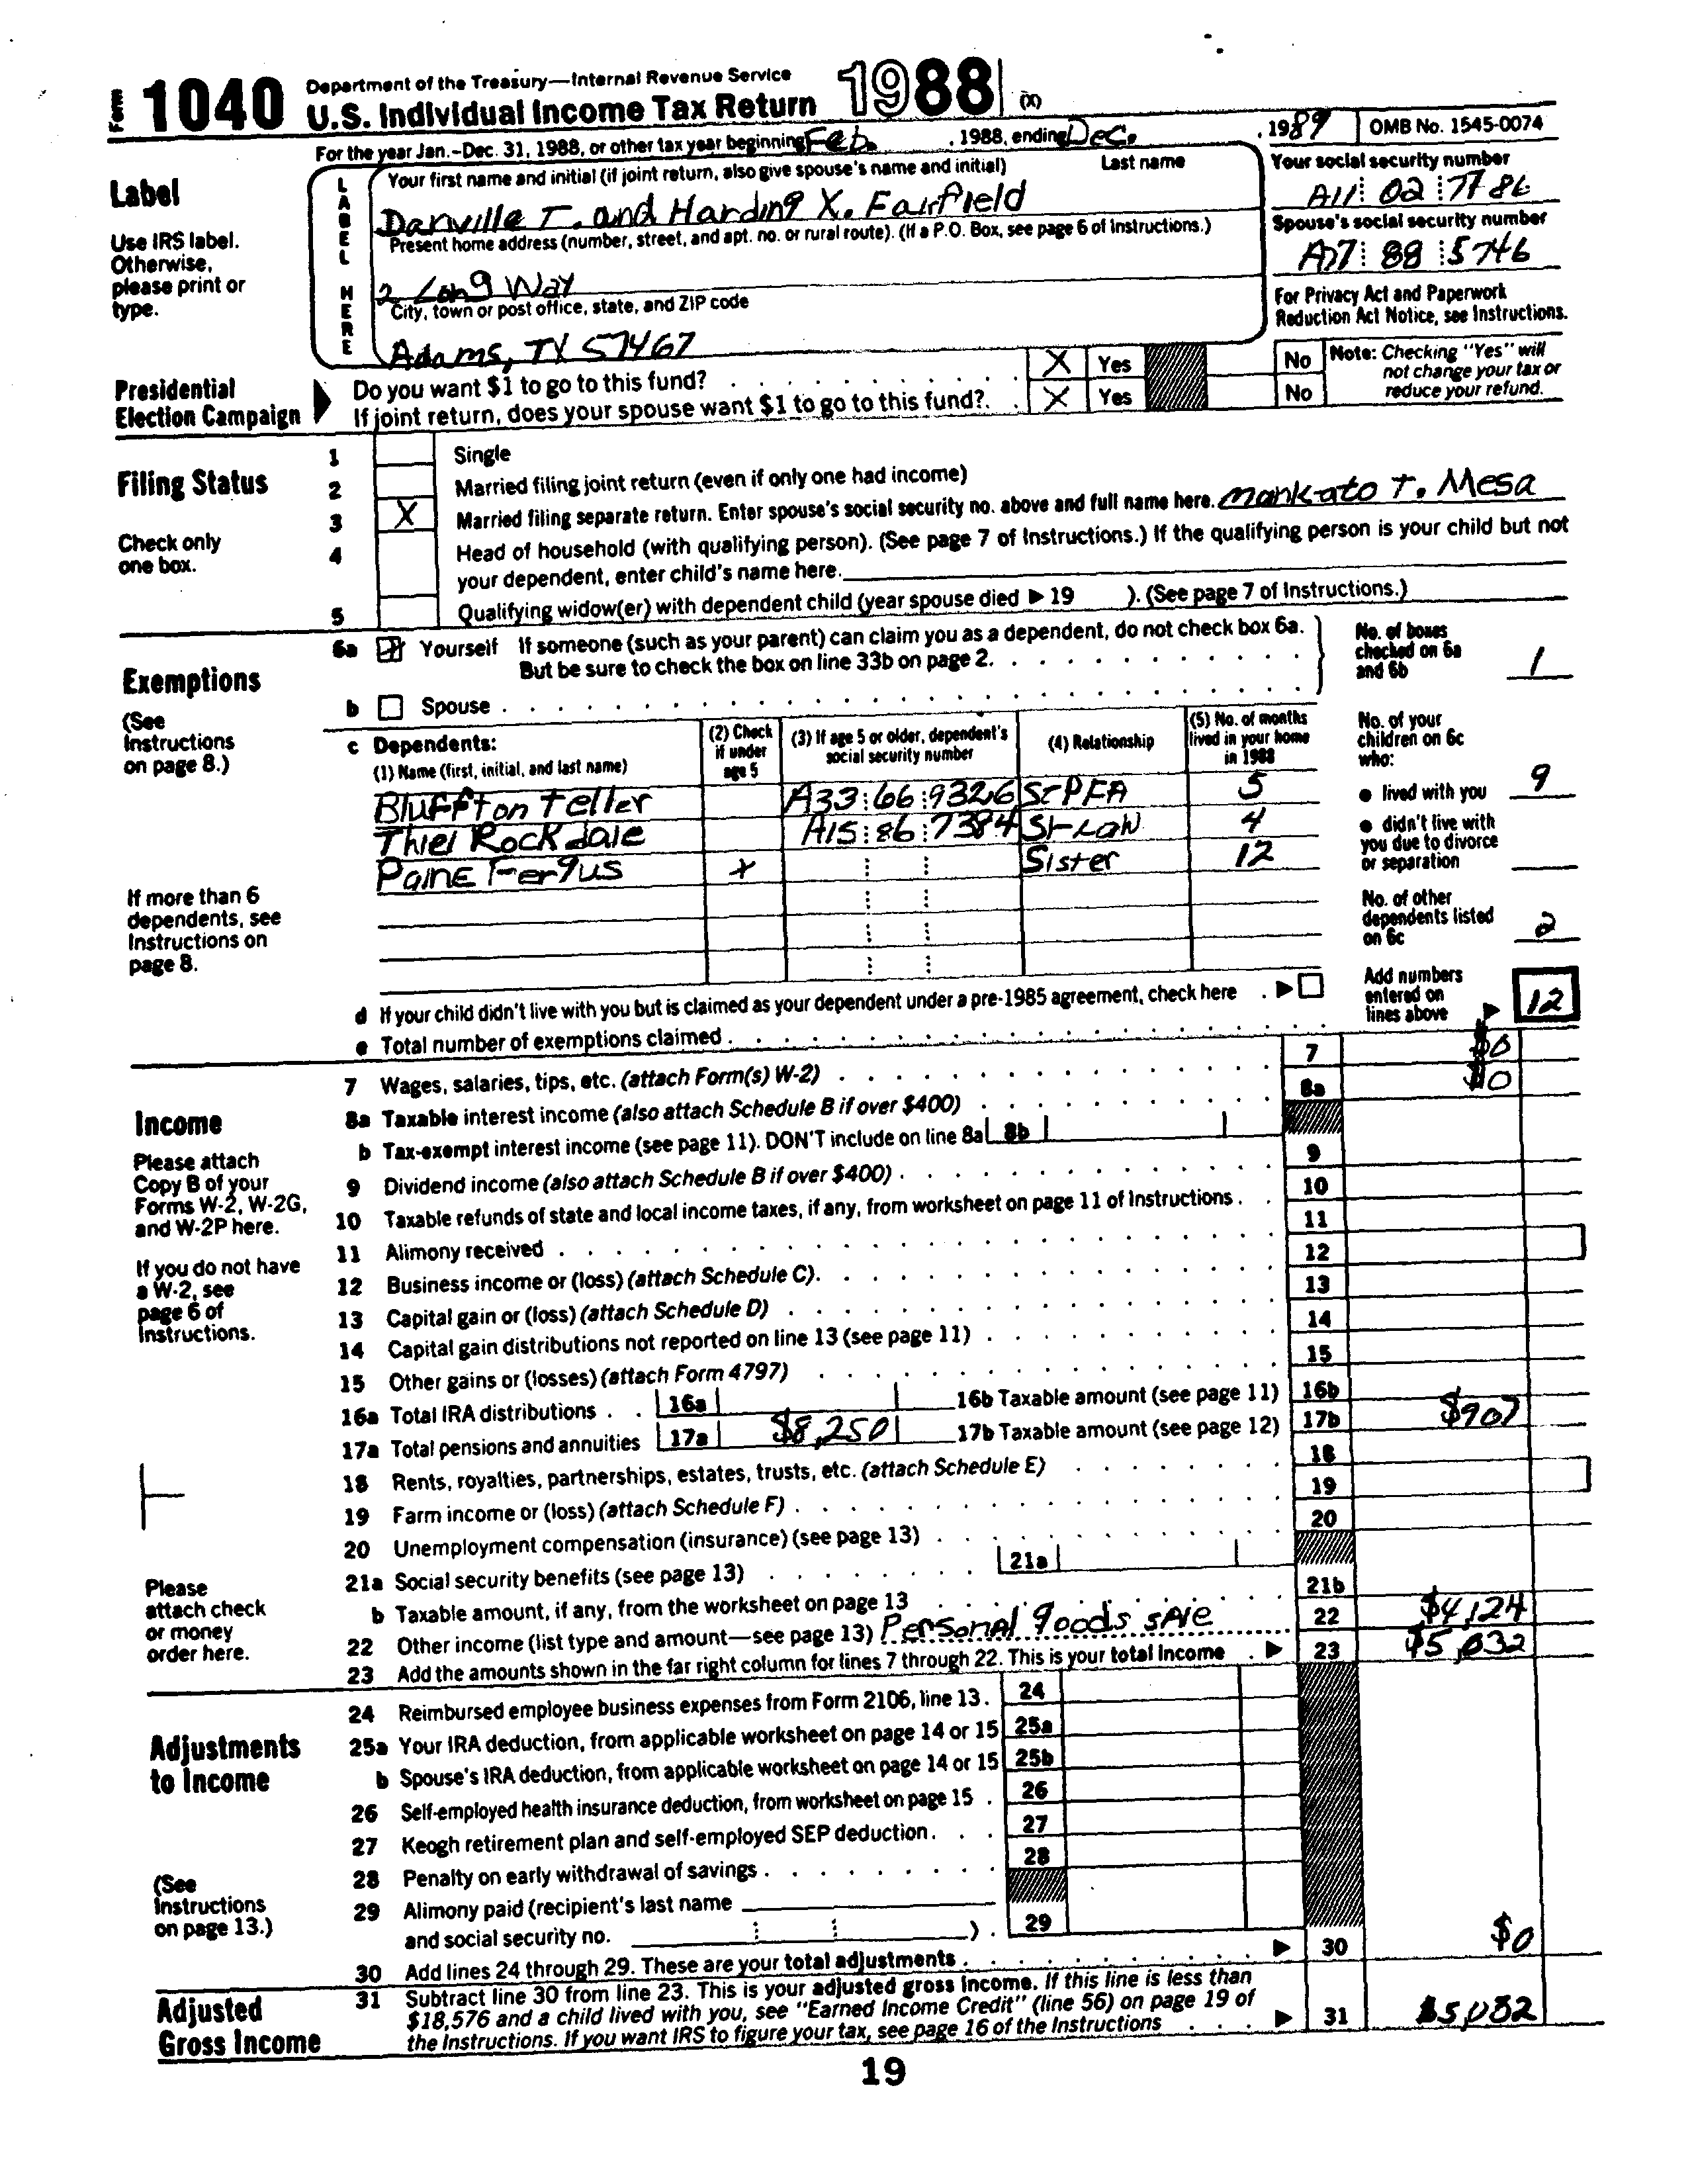 Form 1040 Department of the Treasury—Internal Revenue Service
U.S. Individual Income Tax Return 1988 (X)
For the year Jan.-Dec. 31, 1988, or other tax year beginning Feb. , 1988, ending Dec. , 1989 OMB No. 1545-0074
Label
Use IRS label.
Otherwise,
please print or
type.
LABEL HERE
Your first name and initial (if joint return, also give spouse's name and initial) Last name
Danville T. and Harding X. Fairfield
Your social security number
A11 02 7786
Present home address (number, street, and apt. no. or rural route). (If a P.O. Box, see page 6 of Instructions.)
2 Long Way
Spouse's social security number
A77 88 5746
City, town or post office, state, and ZIP code
Adams, TX 57467
For Privacy Act and Paperwork
Reduction Act Notice, see Instructions.
Presidential
Election Campaign
Do you want $1 to go to this fund? X Yes No
If joint return, does your spouse want $1 to go to this fund?. X Yes No
Note: Checking "Yes" will
not change your tax or
reduce your refund.
Filing Status
Check only
one box.
1 Single
2 Married filing joint return (even if only one had income)
3 X Married filing separate return. Enter spouse's social security no. above and full name here. Mankato T. Mesa
4 Head of household (with qualifying person). (See page 7 of Instructions.) If the qualifying person is your child but not
your dependent, enter child's name here.
5 Qualifying widow(er) with dependent child (year spouse died ▶ 19 ). (See page 7 of Instructions.)
Exemptions
(See
Instructions
on page 8.)
If more than 6
dependents, see
Instructions on
page 8.
6a Yourself If someone (such as your parent) can claim you as a dependent, do not check box 6a.
But be sure to check the box on line 33b on page 2.
b Spouse
No. of boxes
checked on 6a
and 6b 1
c Dependents:
(1) Name (first, initial, and last name)
(2) Check
if under
age 5
(3) If age 5 or older, dependent's
social security number
(4) Relationship
(5) No. of months
lived in your home
in 1988
Bluffton Teller A33 66 9326 StPFA 5
Thiel Rockdale A15 86 7384 St-LaW 4
Paine Fergus x Sister 12
No. of your
children on 6c
who:
● lived with you 9
● didn't live with
you due to divorce
or separation
No. of other
dependents listed
on 6c 2
d If your child didn't live with you but is claimed as your dependent under a pre-1985 agreement, check here . ▶
e Total number of exemptions claimed
Add numbers
entered on
lines above ▶ 12
Income
Please attach
Copy B of your
Forms W-2, W-2G,
and W-2P here.
If you do not have
a W-2, see
page 6 of
Instructions.
Please
attach check
or money
order here.
7 Wages, salaries, tips, etc. (attach Form(s) W-2) 7 $0
8a Taxable interest income (also attach Schedule B if over $400) 8a $0
b Tax-exempt interest income (see page 11). DON'T include on line 8a 8b
9 Dividend income (also attach Schedule B if over $400) 9
10 Taxable refunds of state and local income taxes, if any, from worksheet on page 11 of Instructions 10
11 Alimony received 11
12 Business income or (loss) (attach Schedule C). 12
13 Capital gain or (loss) (attach Schedule D) 13
14 Capital gain distributions not reported on line 13 (see page 11) 14
15 Other gains or (losses) (attach Form 4797) 15
16a Total IRA distributions 16a 16b Taxable amount (see page 11) 16b
17a Total pensions and annuities 17a $8,250 17b Taxable amount (see page 12) 17b $907
18 Rents, royalties, partnerships, estates, trusts, etc. (attach Schedule E) 18
19 Farm income or (loss) (attach Schedule F) 19
20 Unemployment compensation (insurance) (see page 13) 20
21a Social security benefits (see page 13) 21a
b Taxable amount, if any, from the worksheet on page 13 21b
22 Other income (list type and amount—see page 13) Personal goods sale 22 $4,124
23 Add the amounts shown in the far right column for lines 7 through 22. This is your total income ▶ 23 $5,032
Adjustments
to Income
(See
Instructions
on page 13.)
24 Reimbursed employee business expenses from Form 2106, line 13. 24
25a Your IRA deduction, from applicable worksheet on page 14 or 15 25a
b Spouse's IRA deduction, from applicable worksheet on page 14 or 15 25b
26 Self-employed health insurance deduction, from worksheet on page 15 26
27 Keogh retirement plan and self-employed SEP deduction 27
28 Penalty on early withdrawal of savings 28
29 Alimony paid (recipient's last name
and social security no. ) 29
30 Add lines 24 through 29. These are your total adjustments ▶ 30 $0
Adjusted
Gross Income
31 Subtract line 30 from line 23. This is your adjusted gross income. If this line is less than
$18,576 and a child lived with you, see "Earned Income Credit" (line 56) on page 19 of
the Instructions. If you want IRS to figure your tax, see page 16 of the Instructions ▶ 31 $5,032
19